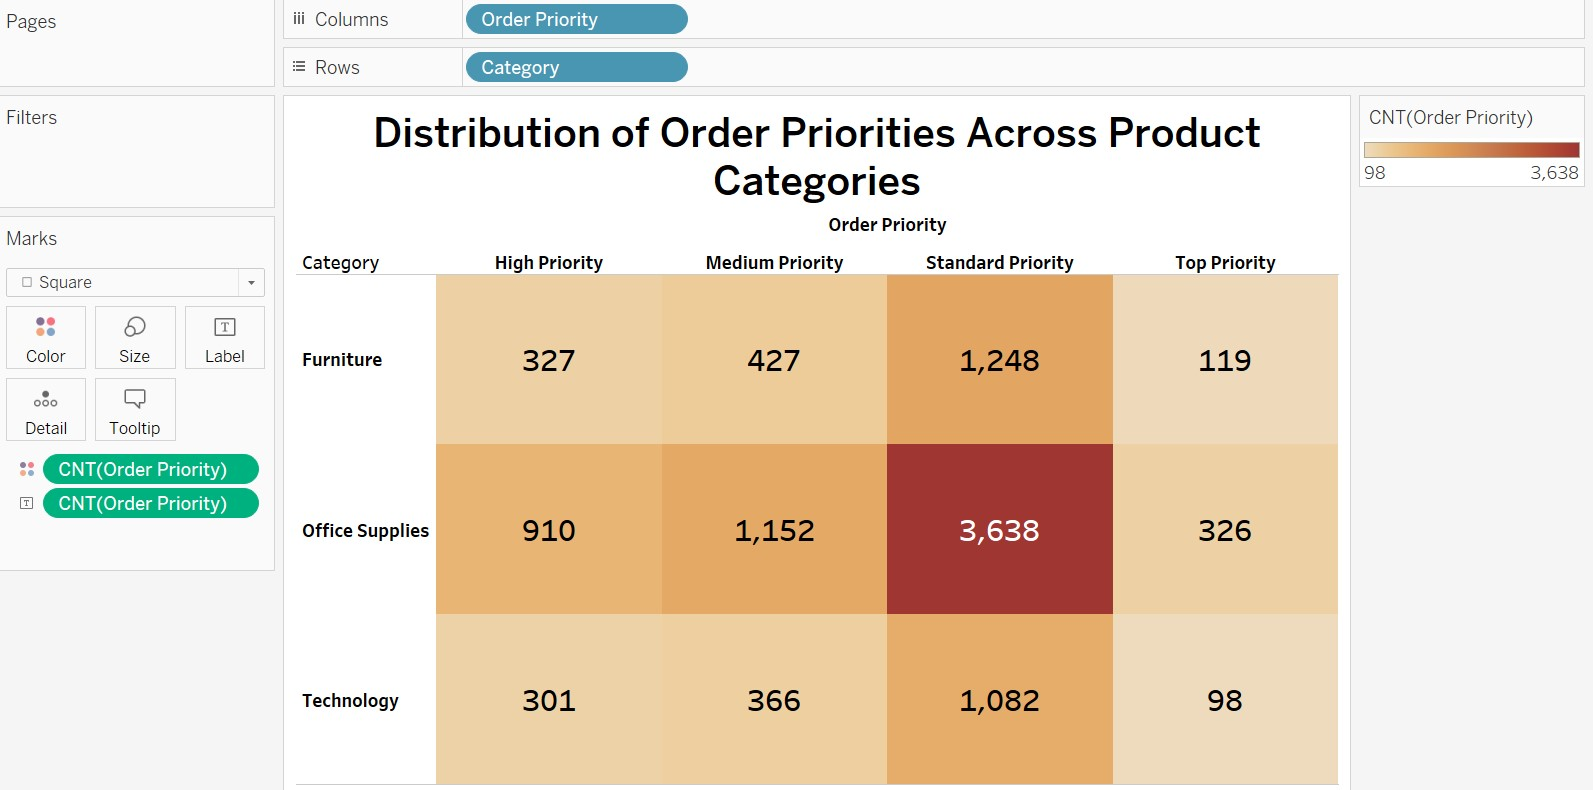 Pages
Columns
Order Priority
Rows
Category
Filters
Marks
Square
Color
Size
Label
Detail
Tooltip
CNT(Order Priority)
CNT(Order Priority)
Distribution of Order Priorities Across Product
Categories
Order Priority
Category High Priority Medium Priority Standard Priority Top Priority
Furniture 327 427 1,248 119
Office Supplies 910 1,152 3,638 326
Technology 301 366 1,082 98
CNT(Order Priority)
98 3,638